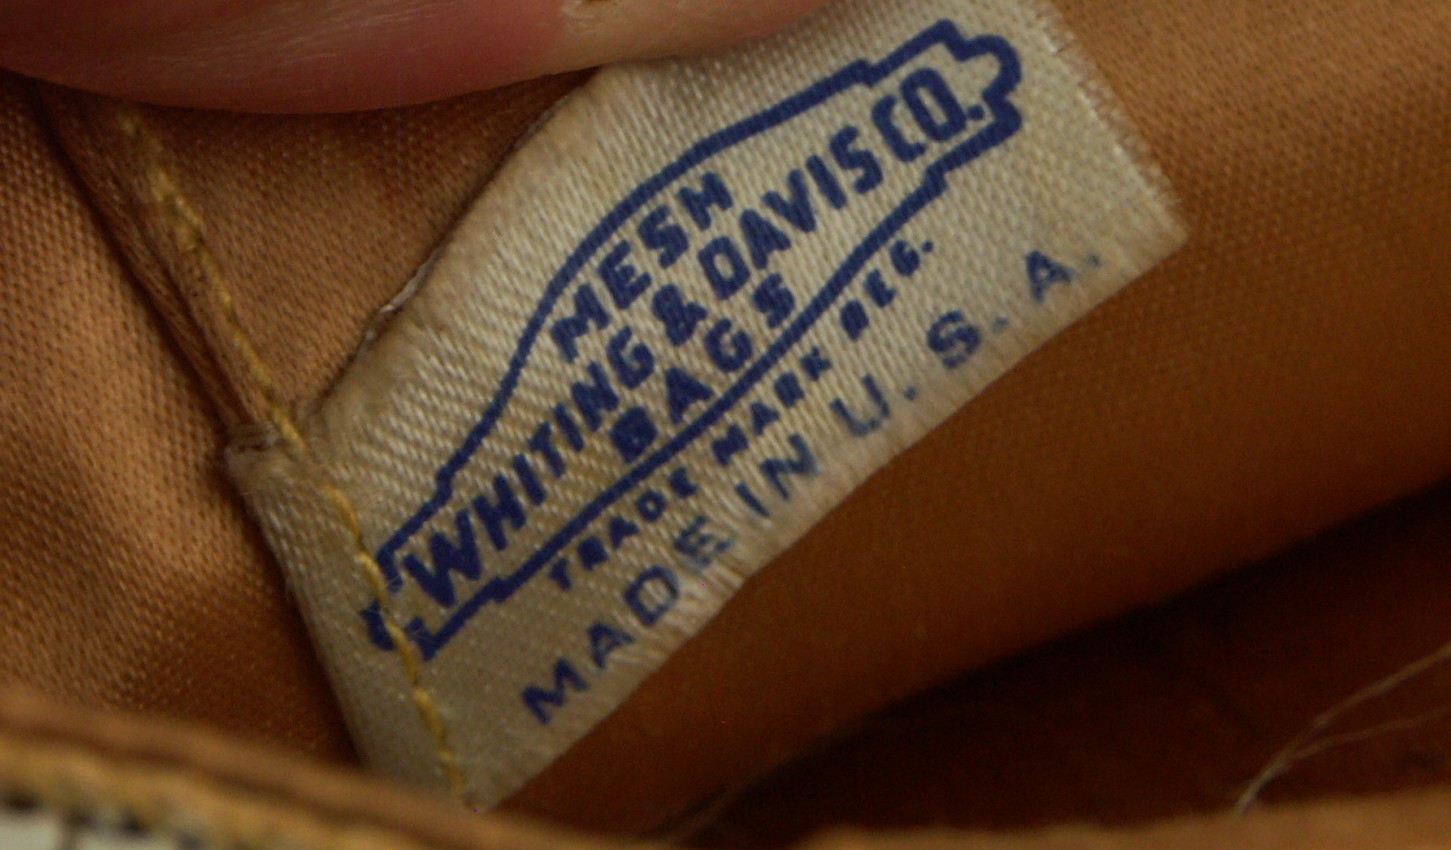 MESH
WHITING & DAVIS CO.
BAGS
TRADE MARK REG.
MADE IN U.S.A.